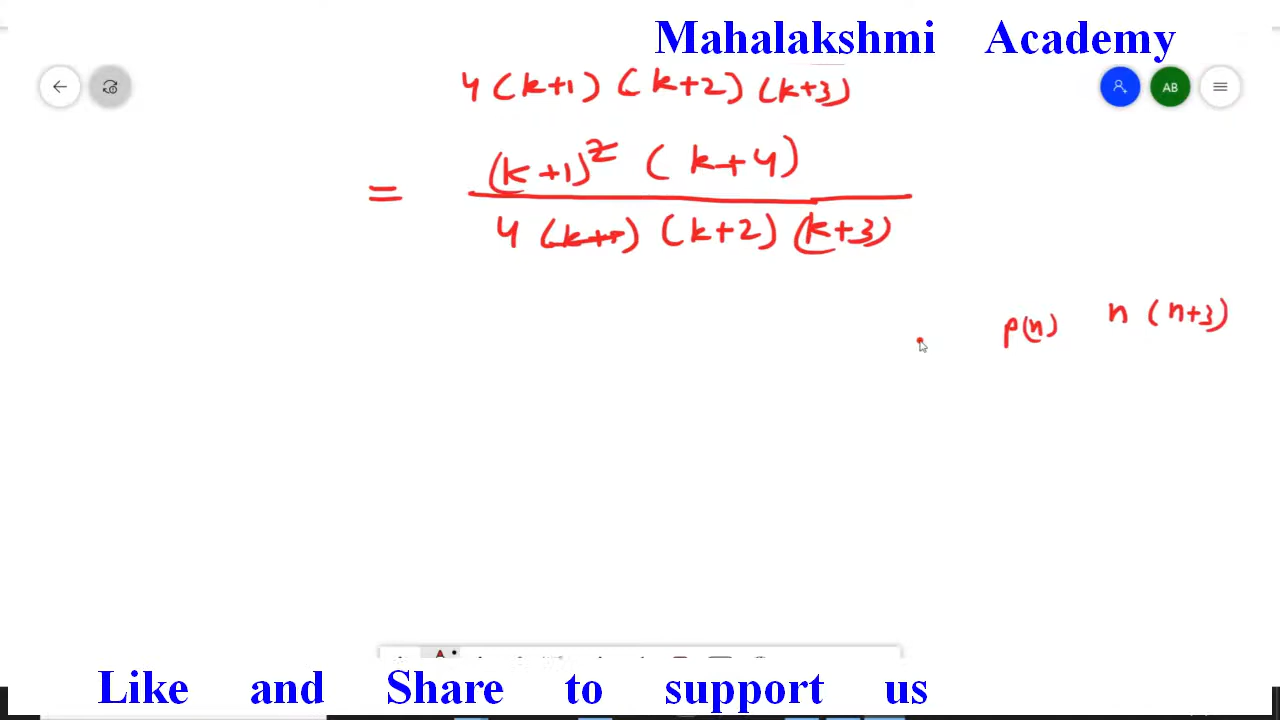 Mahalakshmi Academy
4 (k+1) (k+2) (k+3)
AB
= (k+1)² (k+4)
4 (k+1) (k+2) (k+3)
p(n) n (n+3)
Like and Share to support us